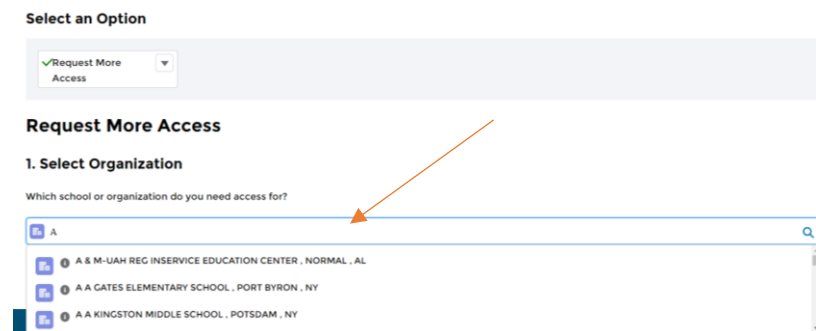 Select an Option
Request More
Access
Request More Access
1. Select Organization
Which school or organization do you need access for?
A
A & M-UAH REG INSERVICE EDUCATION CENTER , NORMAL , AL
A A GATES ELEMENTARY SCHOOL , PORT BYRON , NY
A A KINGSTON MIDDLE SCHOOL , POTSDAM , NY